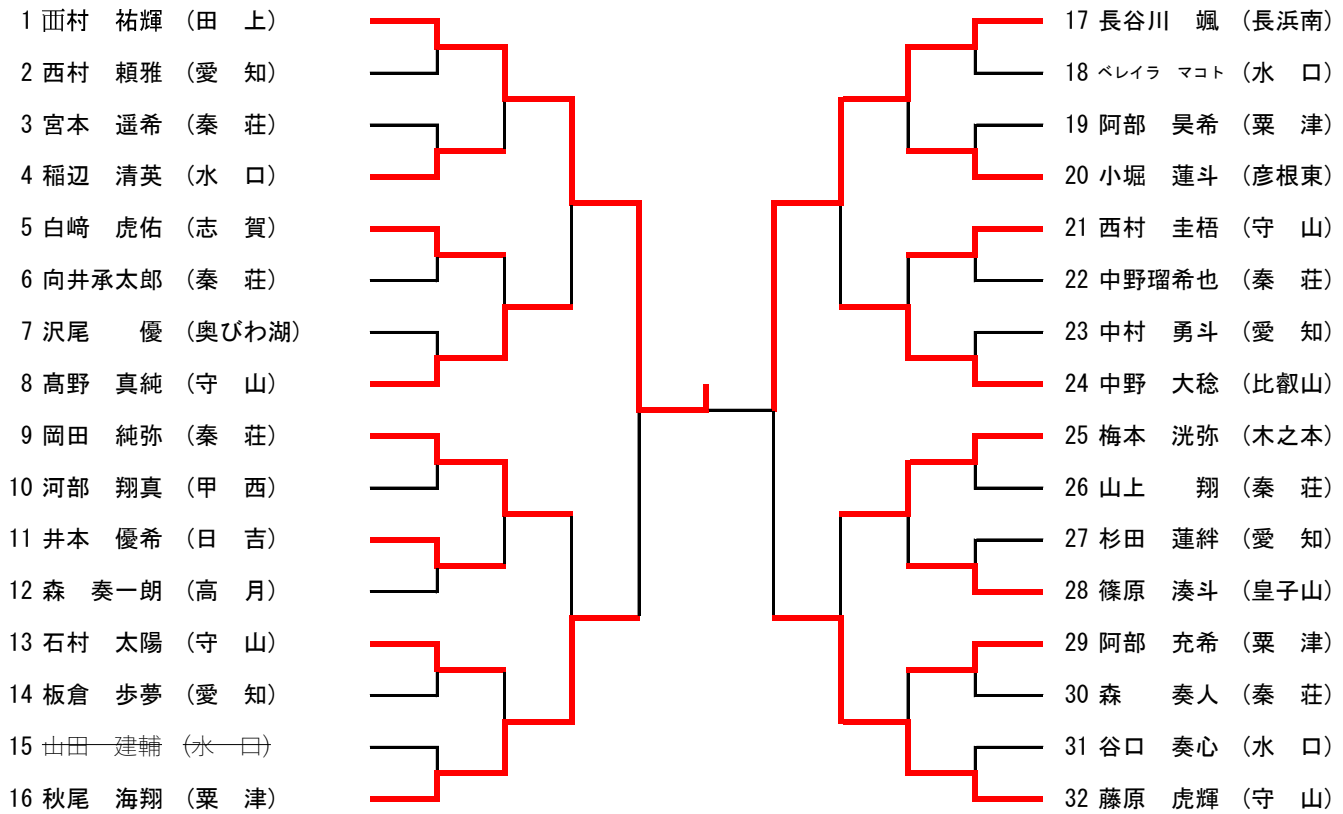 1 西村 祐輝 (田 上)
2 西村 頼雅 (愛 知)
3 宮本 遥希 (秦 荘)
4 稲辺 清英 (水 口)
5 白﨑 虎佑 (志 賀)
6 向井承太郎 (秦 荘)
7 沢尾 優 (奥びわ湖)
8 髙野 真純 (守 山)
9 岡田 純弥 (秦 荘)
10 河部 翔真 (甲 西)
11 井本 優希 (日 吉)
12 森 奏一朗 (高 月)
13 石村 太陽 (守 山)
14 板倉 歩夢 (愛 知)
15 山田 建輔 (水 口)
16 秋尾 海翔 (粟 津)
17 長谷川 颯 (長浜南)
18 ベレイラ マコト (水 口)
19 阿部 昊希 (粟 津)
20 小堀 蓮斗 (彦根東)
21 西村 圭梧 (守 山)
22 中野瑠希也 (秦 荘)
23 中村 勇斗 (愛 知)
24 中野 大稔 (比叡山)
25 梅本 洸弥 (木之本)
26 山上 翔 (秦 荘)
27 杉田 蓮絆 (愛 知)
28 篠原 湊斗 (皇子山)
29 阿部 充希 (粟 津)
30 森 奏人 (秦 荘)
31 谷口 奏心 (水 口)
32 藤原 虎輝 (守 山)